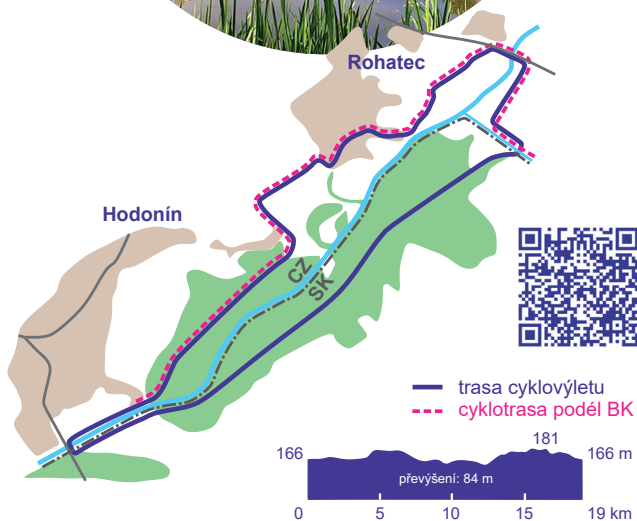 Rohatec
Hodonín
CZ
SK
trasa cyklovýletu
cyklotrasa podél BK
181
166
166 m
převýšení: 84 m
0
5
10
15
19 km